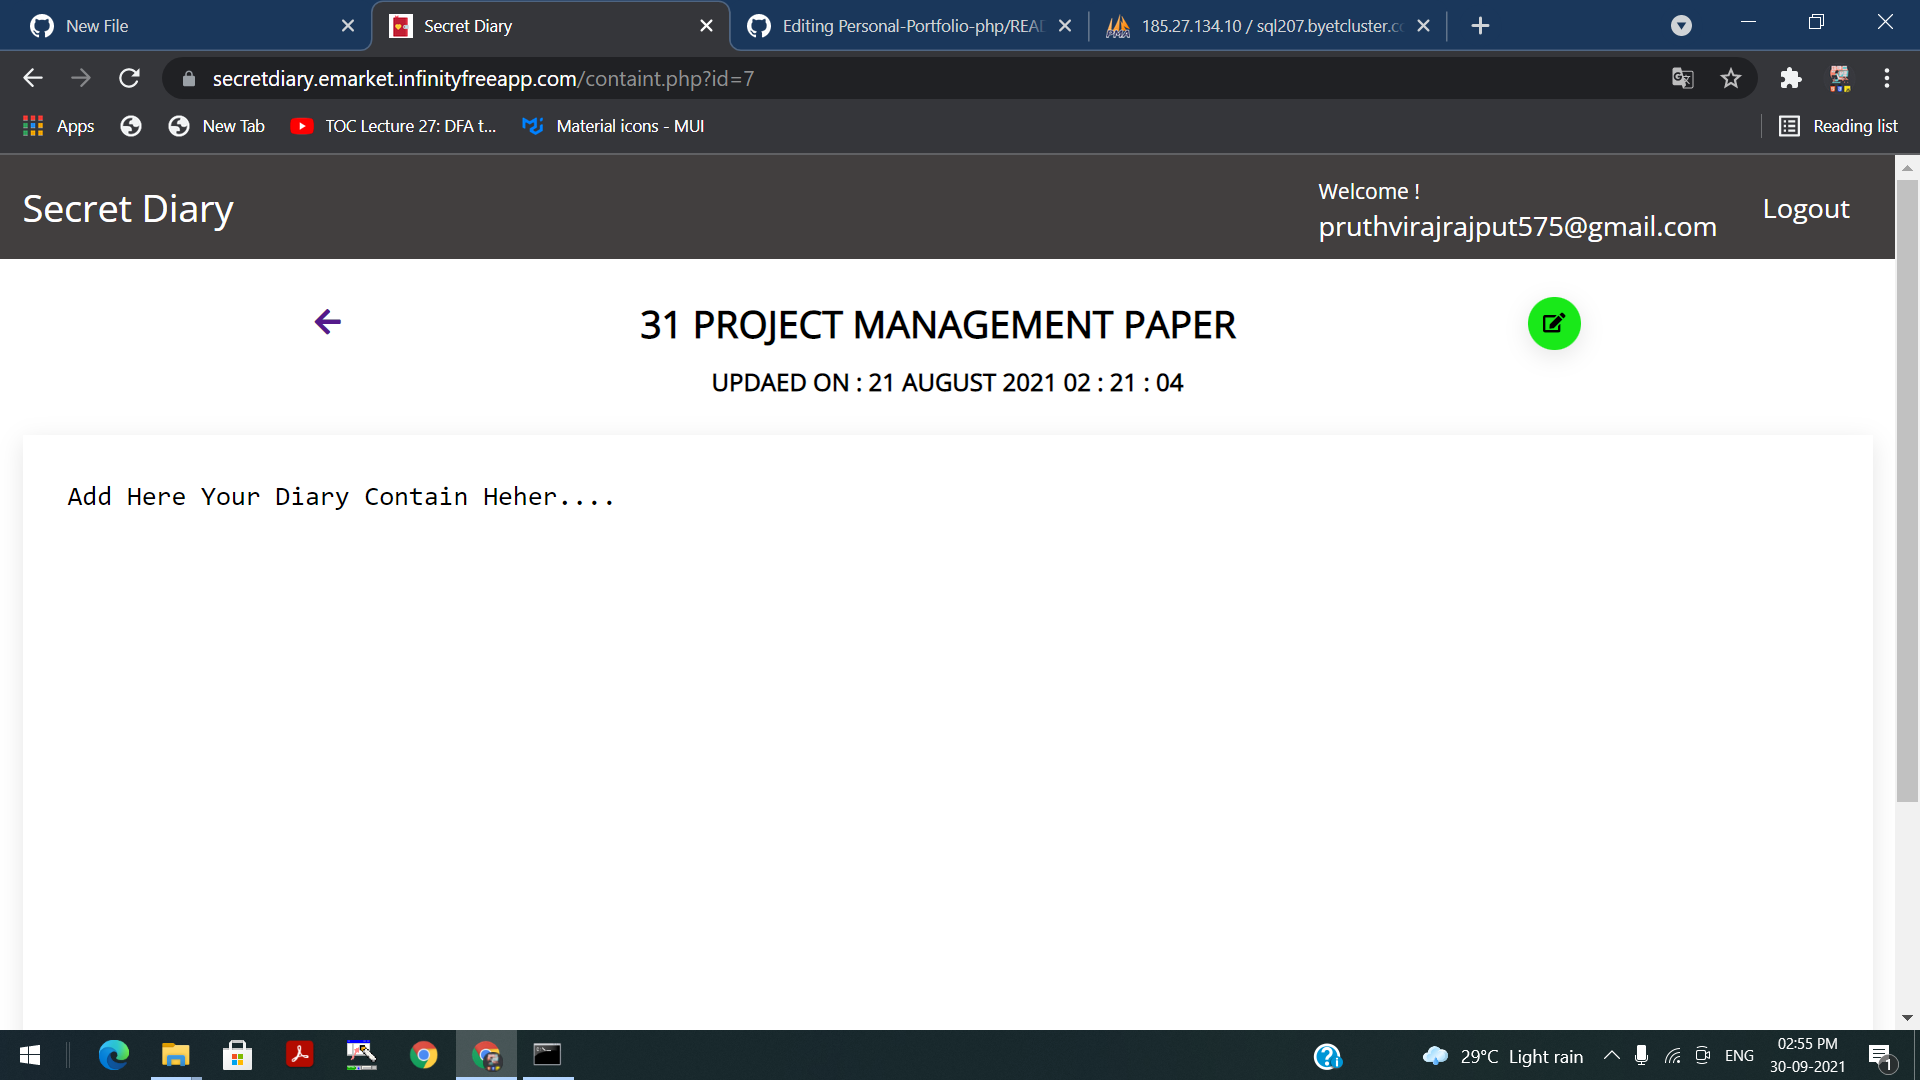 New File
Secret Diary
Editing Personal-Portfolio-php/REA
185.27.134.10 / sql207.byetcluster.c
secretdiary.emarket.infinityfreeapp.com/containt.php?id=7
Apps
New Tab
TOC Lecture 27: DFA t...
Material icons - MUI
Reading list
Secret Diary
Welcome !
pruthvirajrajput575@gmail.com
Logout
31 PROJECT MANAGEMENT PAPER
UPDAED ON : 21 AUGUST 2021 02 : 21 : 04
Add Here Your Diary Contain Heher....
29°C Light rain
ENG
02:55 PM
30-09-2021
1